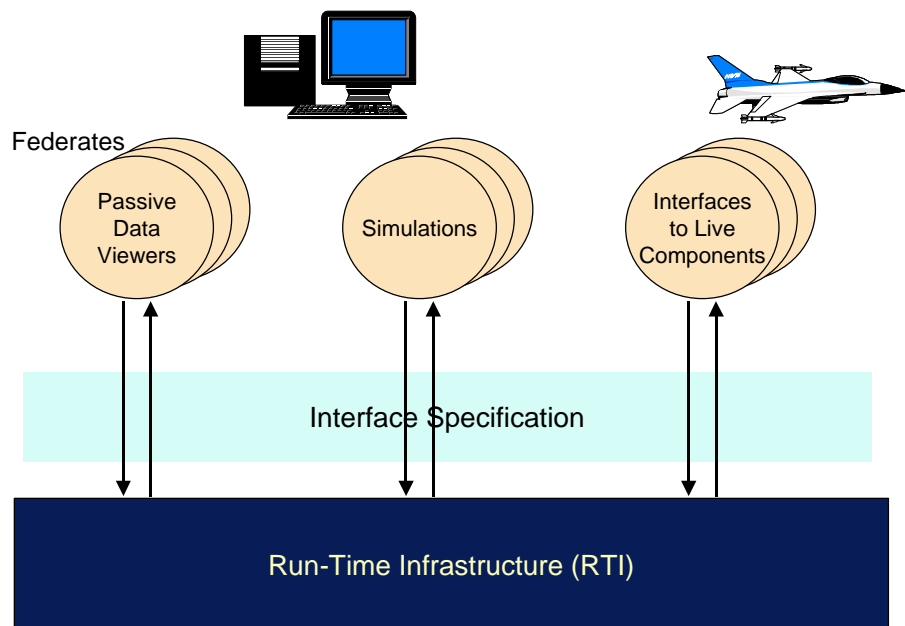 Federates
Passive
Data
Viewers
Simulations
Interfaces
to Live
Components
Interface Specification
Run-Time Infrastructure (RTI)